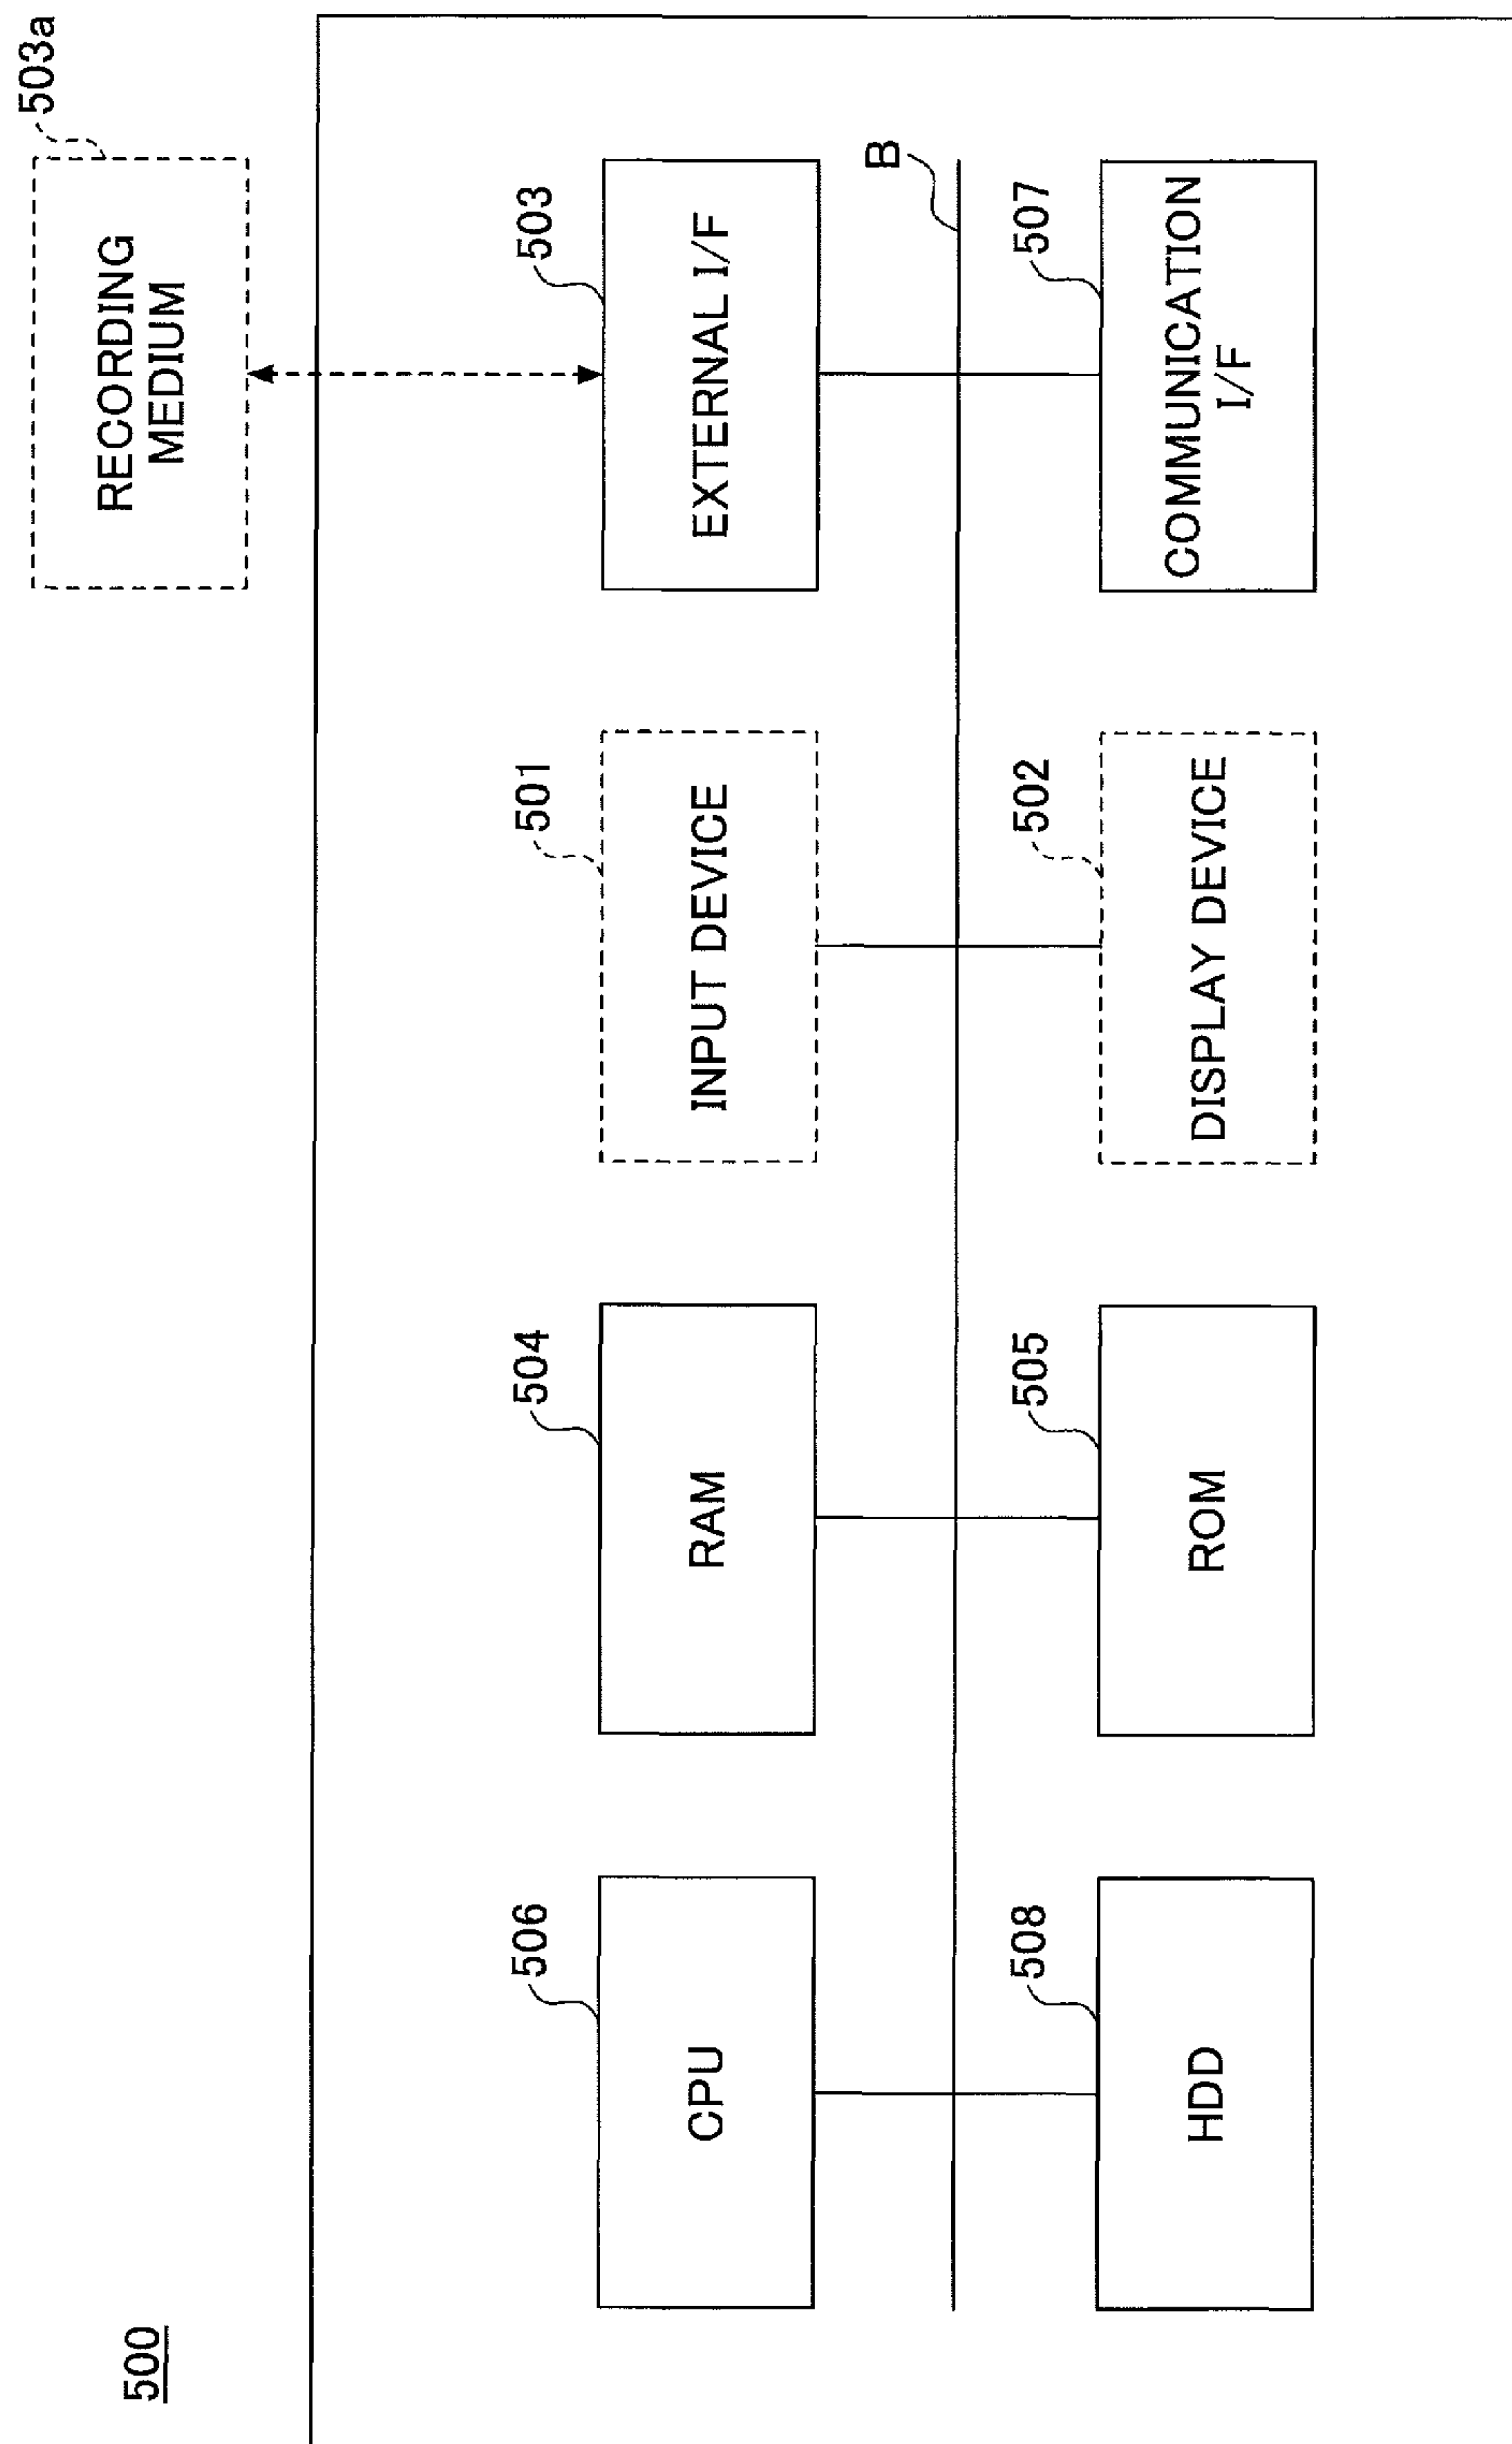 500
503a
RECORDING
MEDIUM
506
CPU
504
RAM
501
INPUT DEVICE
503
EXTERNAL I/F
B
508
HDD
505
ROM
502
DISPLAY DEVICE
507
COMMUNICATION
I/F